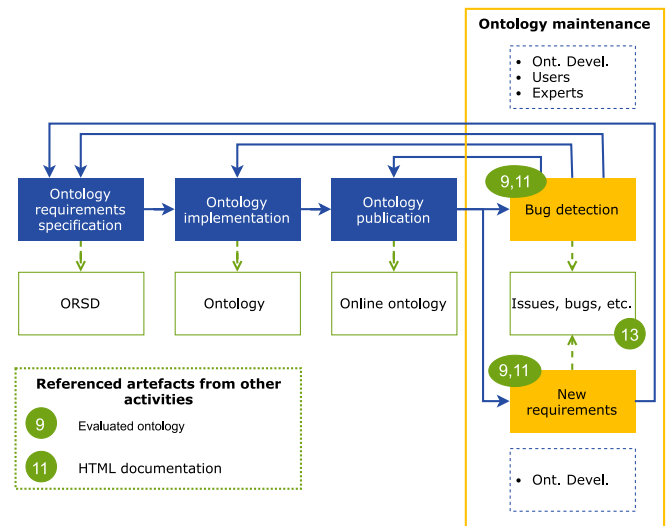 Ontology maintenance
• Ont. Devel.
• Users
• Experts
Ontology
requirements
specification
Ontology
implementation
Ontology
publication
9,11
Bug detection
ORSD
Ontology
Online ontology
Issues, bugs, etc.
13
Referenced artefacts from other
activities
9 Evaluated ontology
11 HTML documentation
9,11
New
requirements
• Ont. Devel.